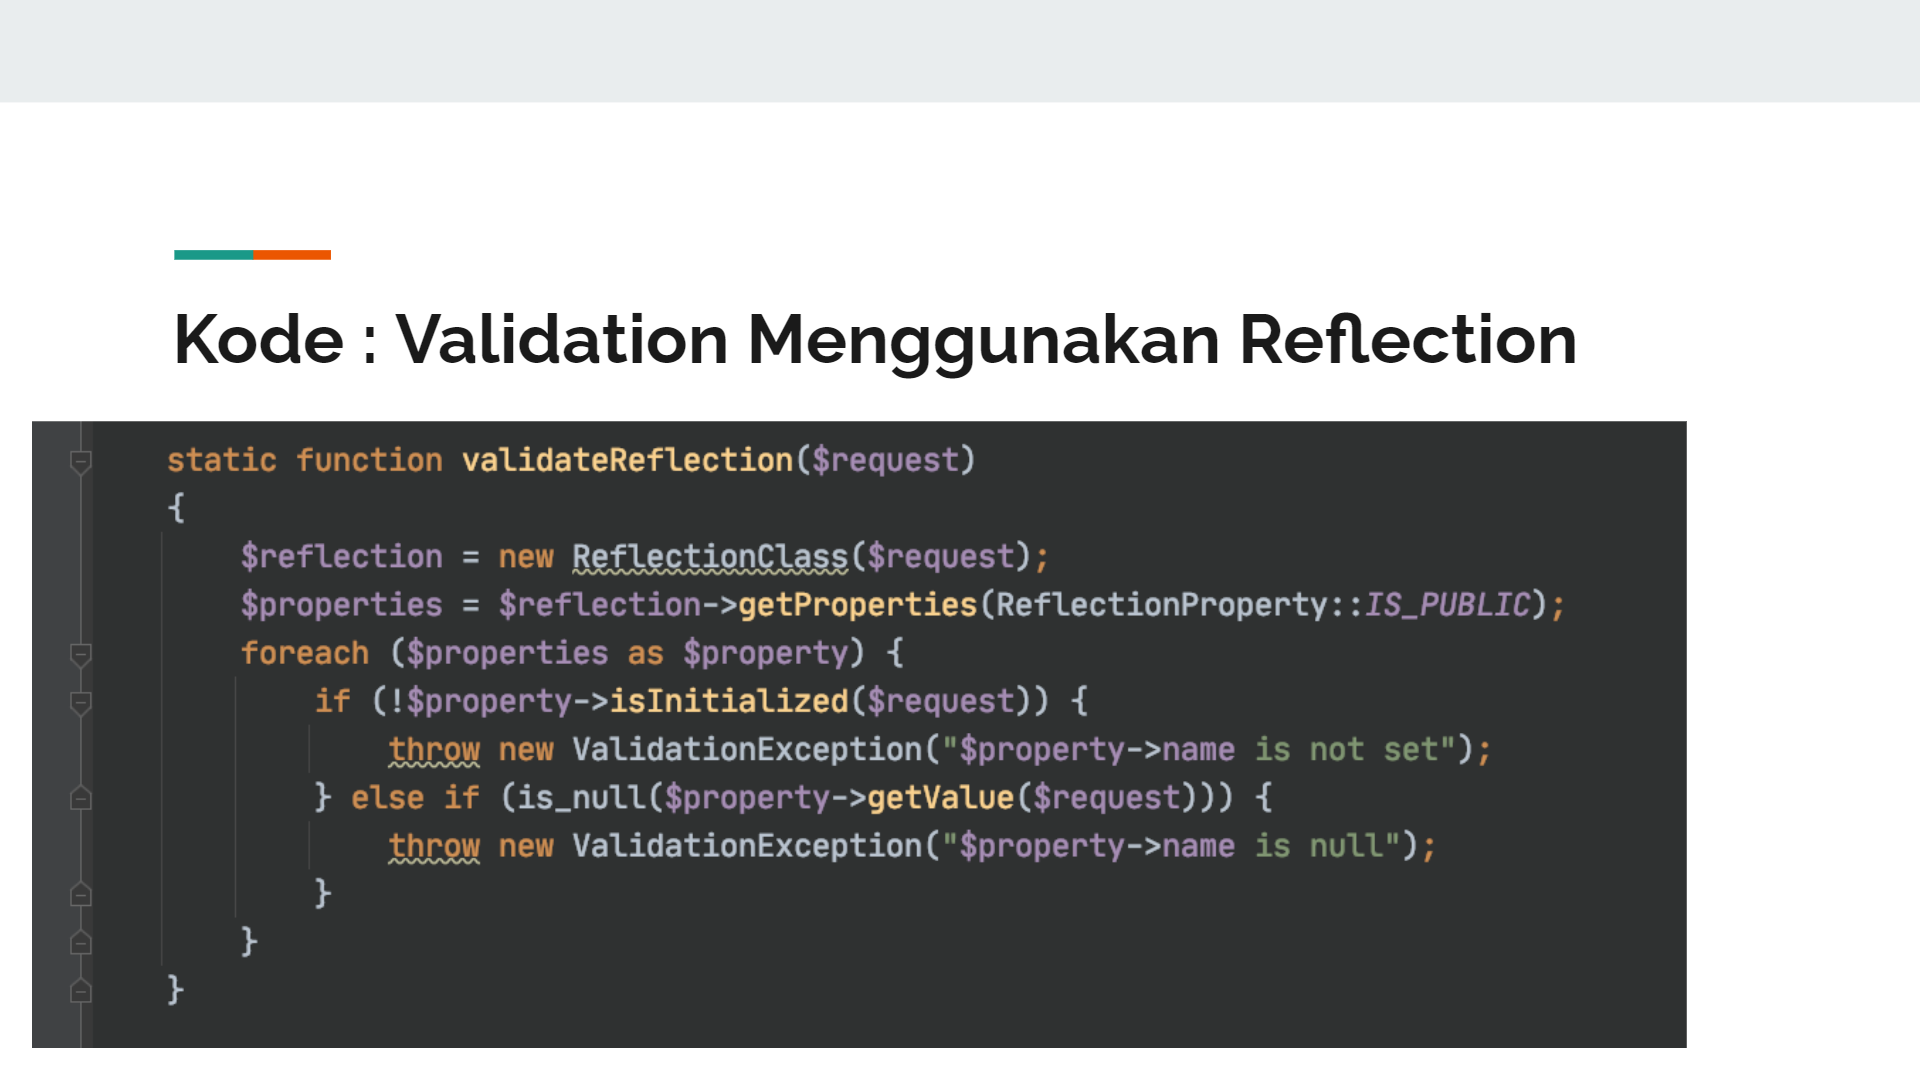 Kode : Validation Menggunakan Reflection
static function validateReflection($request)
{
    $reflection = new ReflectionClass($request);
    $properties = $reflection->getProperties(ReflectionProperty::IS_PUBLIC);
    foreach ($properties as $property) {
        if (!$property->isInitialized($request)) {
            throw new ValidationException("$property->name is not set");
        } else if (is_null($property->getValue($request))) {
            throw new ValidationException("$property->name is null");
        }
    }
}